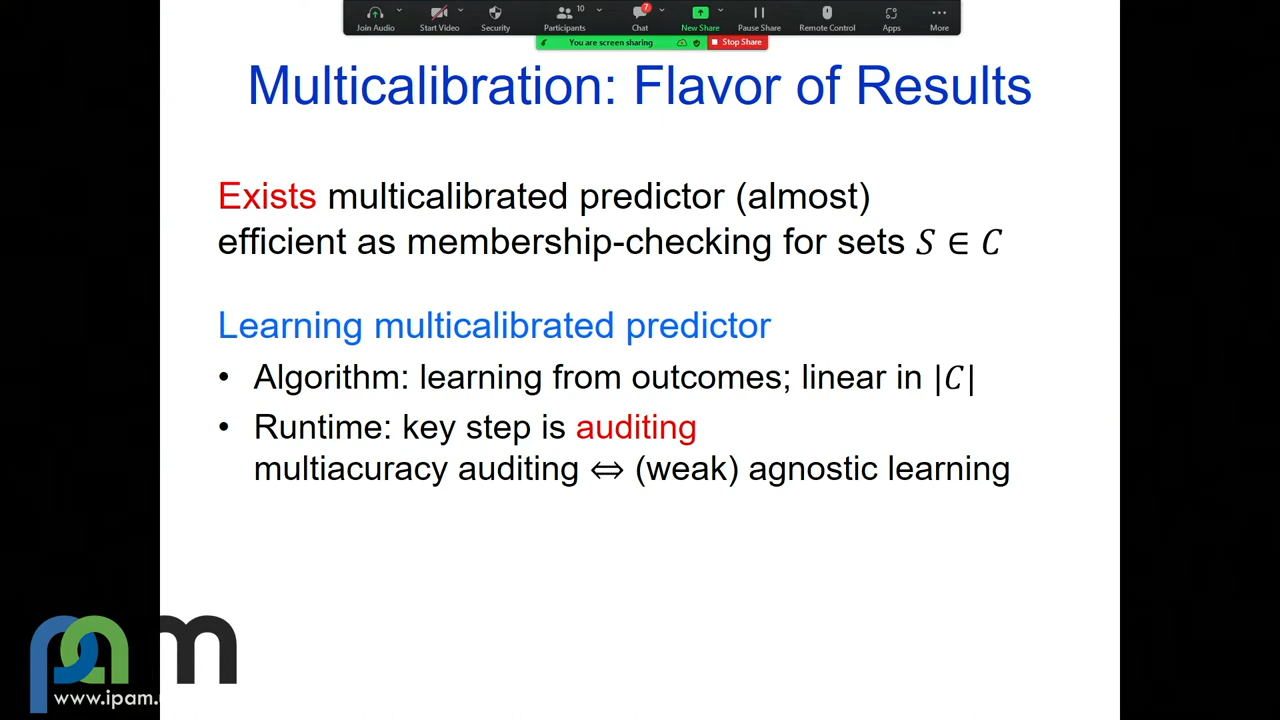 10
7
Join Audio
Start Video
Security
Participants
Chat
New Share
Pause Share
Remote Control
Apps
More
You are screen sharing
Stop Share
Multicalibration: Flavor of Results
Exists multicalibrated predictor (almost)
efficient as membership-checking for sets S ∈ C
Learning multicalibrated predictor
• Algorithm: learning from outcomes; linear in |C|
• Runtime: key step is auditing
multiacuracy auditing ⇔ (weak) agnostic learning
ipam
www.ipam.u